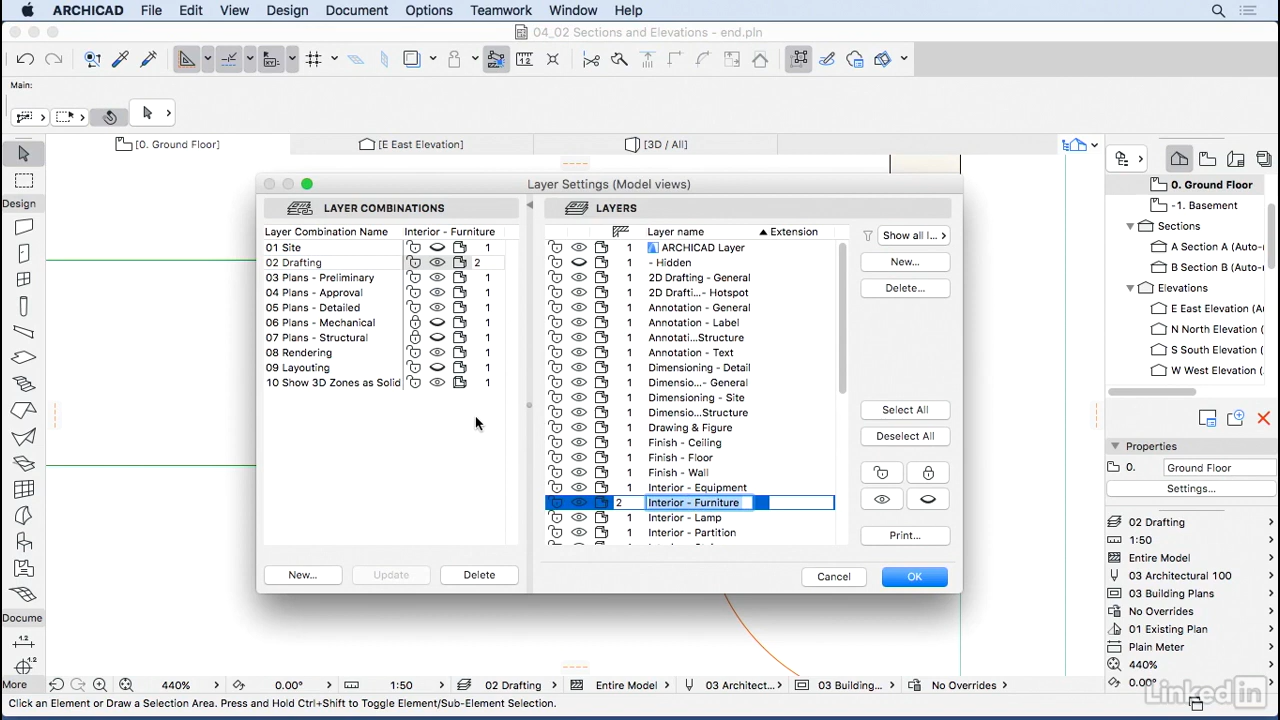 ARCHICAD File Edit View Design Document Options Teamwork Window Help
04_02 Sections and Elevations - end.pln
Main:
[0. Ground Floor] [E East Elevation] [3D / All]
Layer Settings (Model views)
LAYER COMBINATIONS
Layer Combination Name Interior - Furniture
01 Site 1
02 Drafting 2
03 Plans - Preliminary 1
04 Plans - Approval 1
05 Plans - Detailed 1
06 Plans - Mechanical 1
07 Plans - Structural 1
08 Rendering 1
09 Layouting 1
10 Show 3D Zones as Solid 1
New... Update Delete
LAYERS
Layer name Extension
1 ARCHICAD Layer
1 - Hidden
1 2D Drafting - General
1 2D Drafti... - Hotspot
1 Annotation - General
1 Annotation - Label
1 Annotati...Structure
1 Annotation - Text
1 Dimensioning - Detail
1 Dimensio...- General
1 Dimensioning - Site
1 Dimensio...Structure
1 Drawing & Figure
1 Finish - Ceiling
1 Finish - Floor
1 Finish - Wall
1 Interior - Equipment
2 Interior - Furniture
1 Interior - Lamp
1 Interior - Partition
Show all l...
New...
Delete...
Select All
Deselect All
Print...
Cancel OK
Design
Docume
More
0. Ground Floor
-1. Basement
Sections
A Section A (Auto-
B Section B (Auto-
Elevations
E East Elevation (
N North Elevation (
S South Elevation (
W West Elevation (
Properties
0. Ground Floor
Settings...
02 Drafting
1:50
Entire Model
03 Architectural 100
03 Building Plans
No Overrides
01 Existing Plan
Plain Meter
440%
0.00°
440% 0.00° 1:50 02 Drafting Entire Model 03 Architect... 03 Building... No Overrides
Click an Element or Draw a Selection Area. Press and Hold Ctrl+Shift to Toggle Element/Sub-Element Selection.
LinkedIn